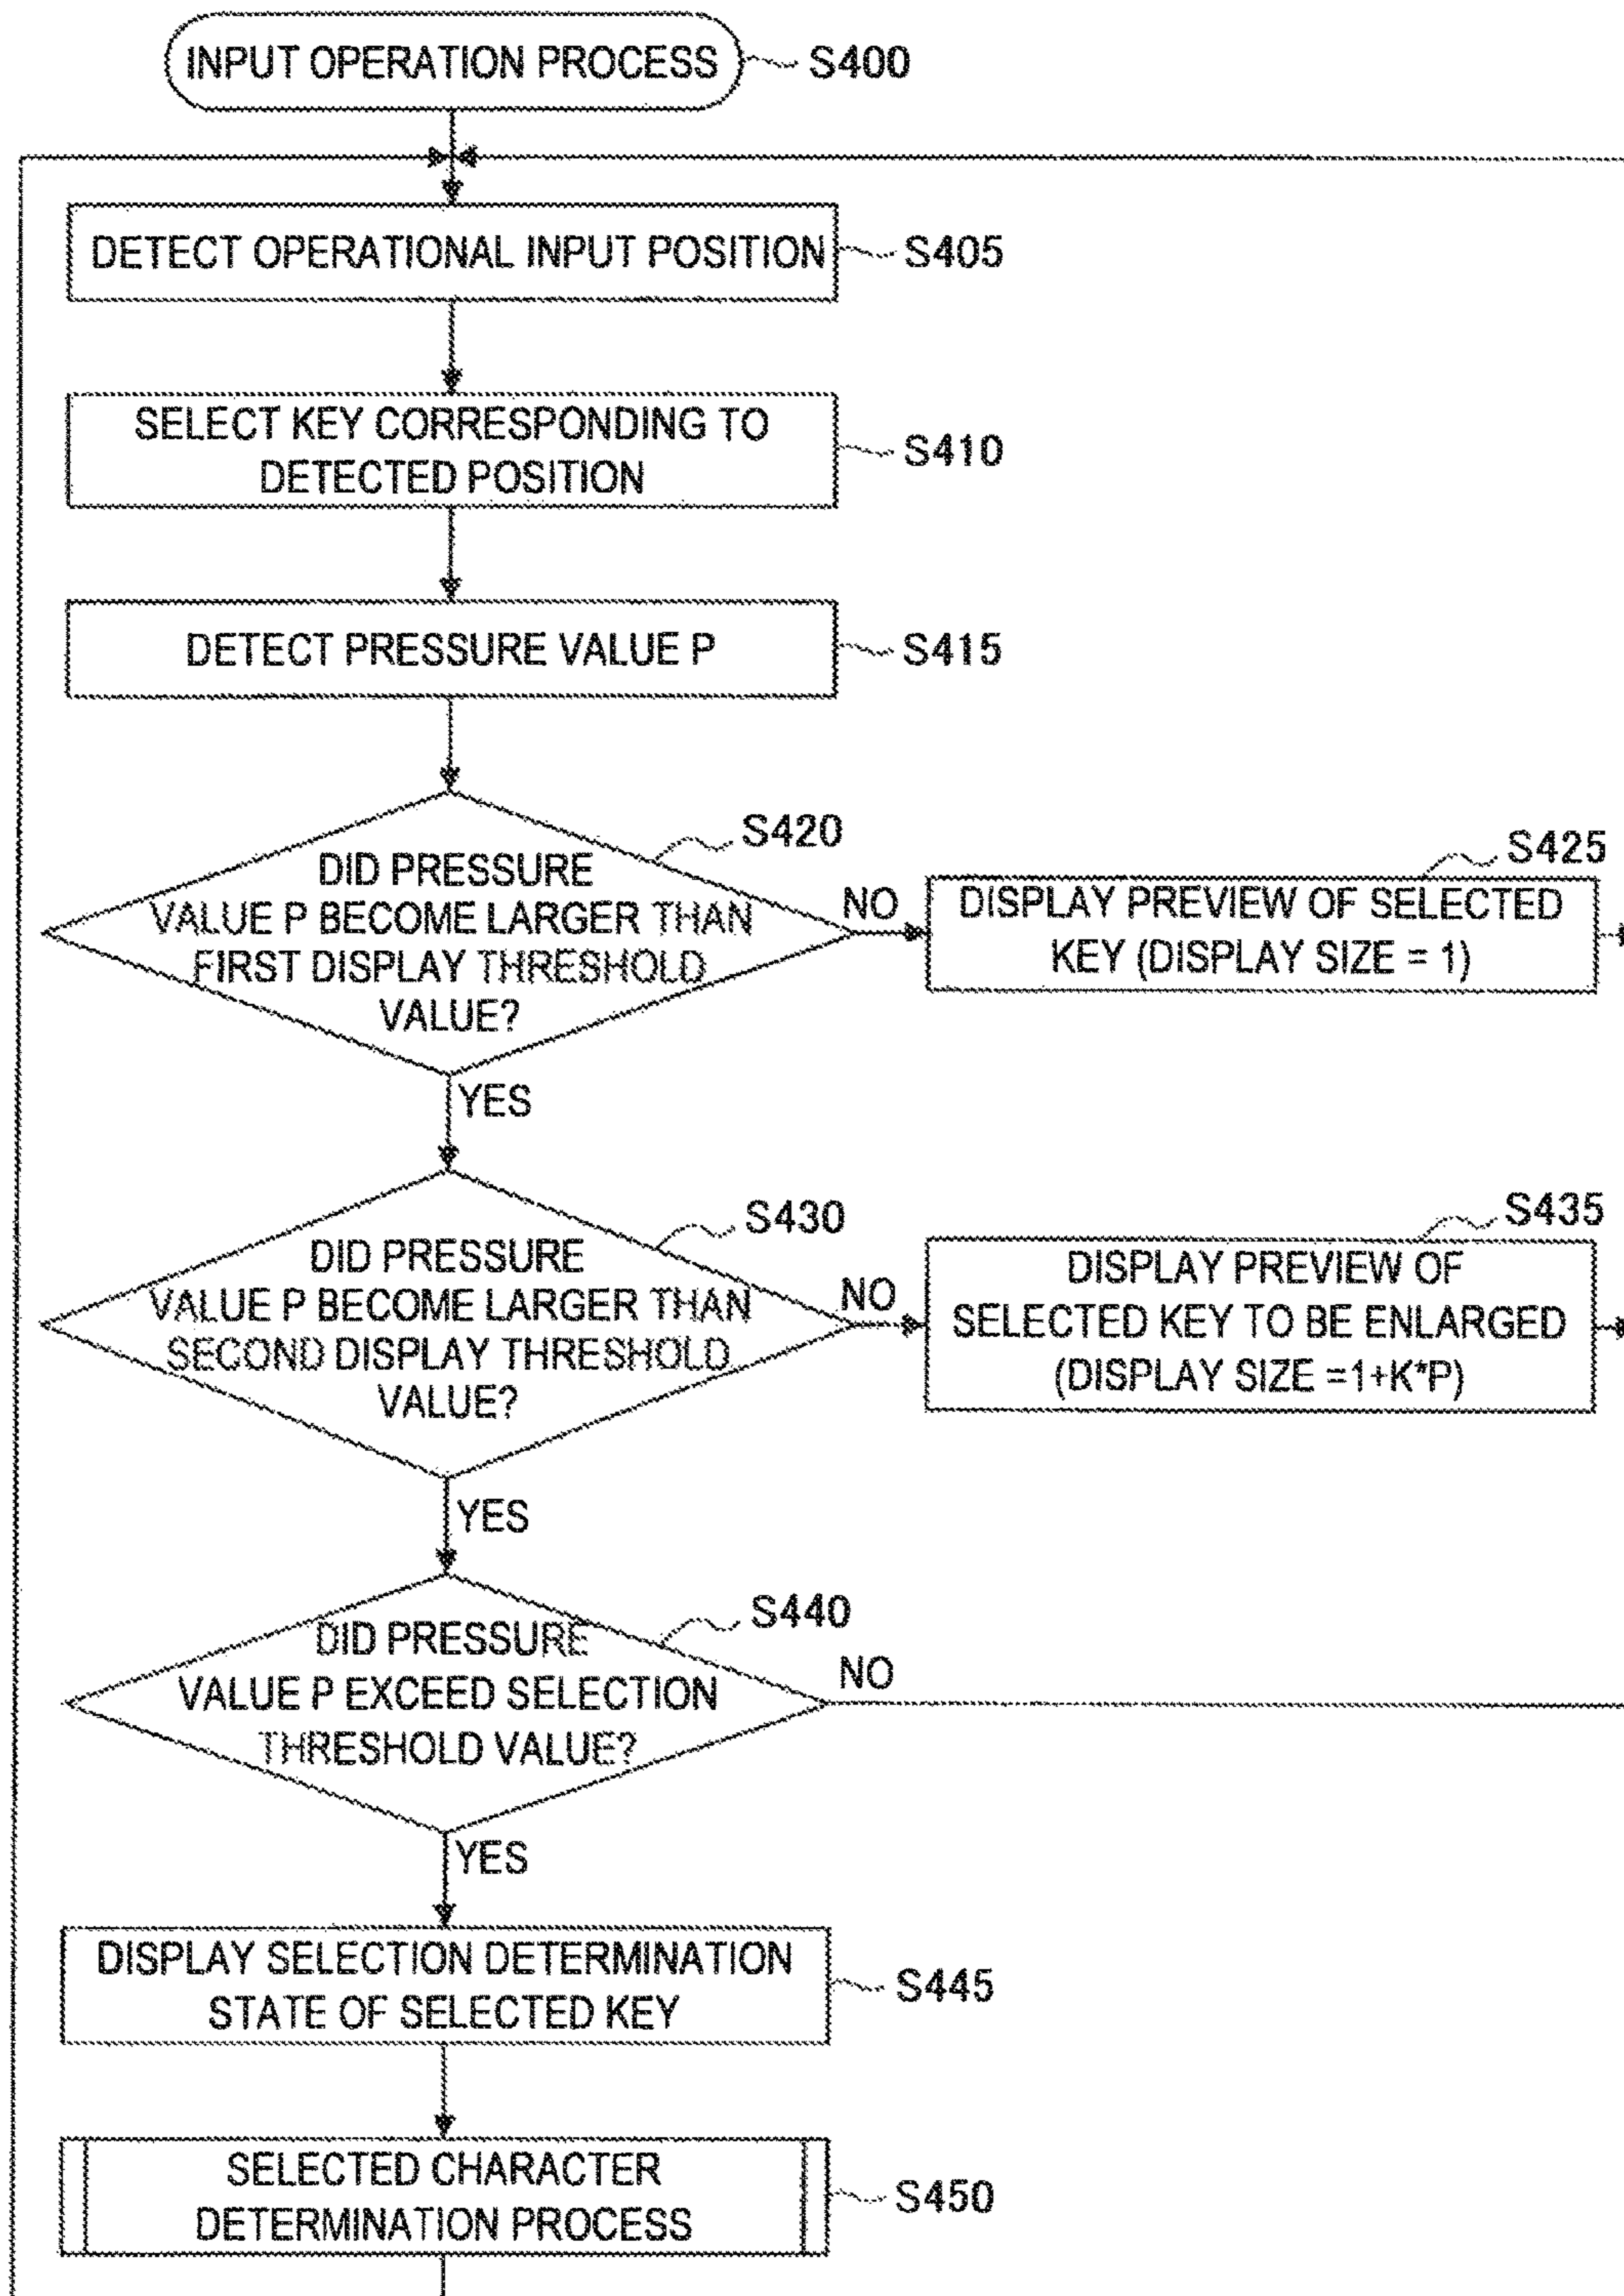 INPUT OPERATION PROCESS
S400
DETECT OPERATIONAL INPUT POSITION
S405
SELECT KEY CORRESPONDING TO
DETECTED POSITION
S410
DETECT PRESSURE VALUE P
S415
S420
DID PRESSURE
VALUE P BECOME LARGER THAN
FIRST DISPLAY THRESHOLD
VALUE?
NO
S425
DISPLAY PREVIEW OF SELECTED
KEY (DISPLAY SIZE = 1)
YES
S430
DID PRESSURE
VALUE P BECOME LARGER THAN
SECOND DISPLAY THRESHOLD
VALUE?
NO
S435
DISPLAY PREVIEW OF
SELECTED KEY TO BE ENLARGED
(DISPLAY SIZE =1+K*P)
YES
S440
DID PRESSURE
VALUE P EXCEED SELECTION
THRESHOLD VALUE?
NO
YES
DISPLAY SELECTION DETERMINATION
STATE OF SELECTED KEY
S445
SELECTED CHARACTER
DETERMINATION PROCESS
S450